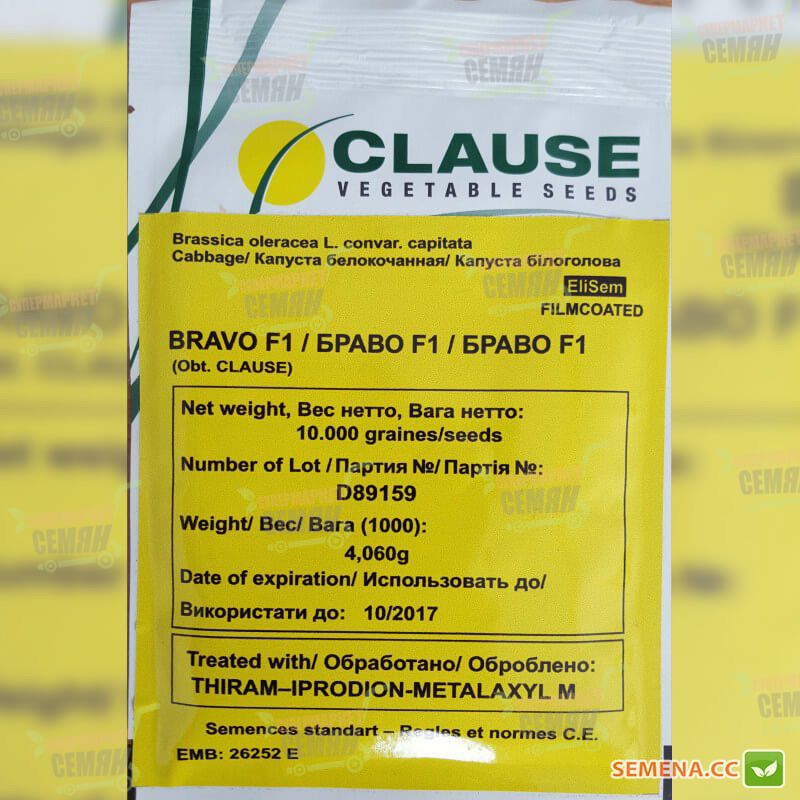 CLAUSE
VEGETABLE SEEDS
Brassica oleracea L. convar. capitata
Cabbage/ Капуста белокочанная/ Капуста білоголова
EliSem
FILMCOATED
BRAVO F1 / БРАВО F1 / БРАВО F1
(Obt. CLAUSE)
Net weight, Вес нетто, Вага нетто:
10.000 graines/seeds
Number of Lot / Партия №/ Партія №:
D89159
Weight/ Вес/ Вага (1000):
4,060g
Date of expiration/ Использовать до/
Використати до: 10/2017
Treated with/ Обработано/ Оброблено:
THIRAM–IPRODION-METALAXYL M
Semences standart – Regles et normes C.E.
EMB: 26252 E
СУПЕРМАРКЕТ
СЕМЯН
SEMENA.CC